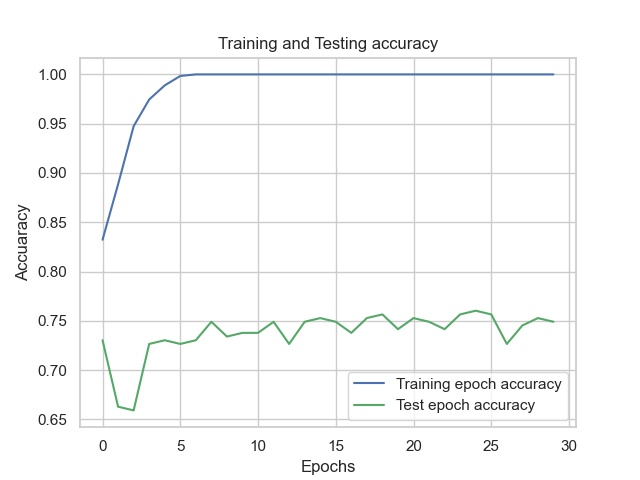 Training and Testing accuracy
1.00
0.95
0.90
0.85
0.80
0.75
0.70
0.65
Accuaracy
Training epoch accuracy
Test epoch accuracy
0 5 10 15 20 25 30
Epochs